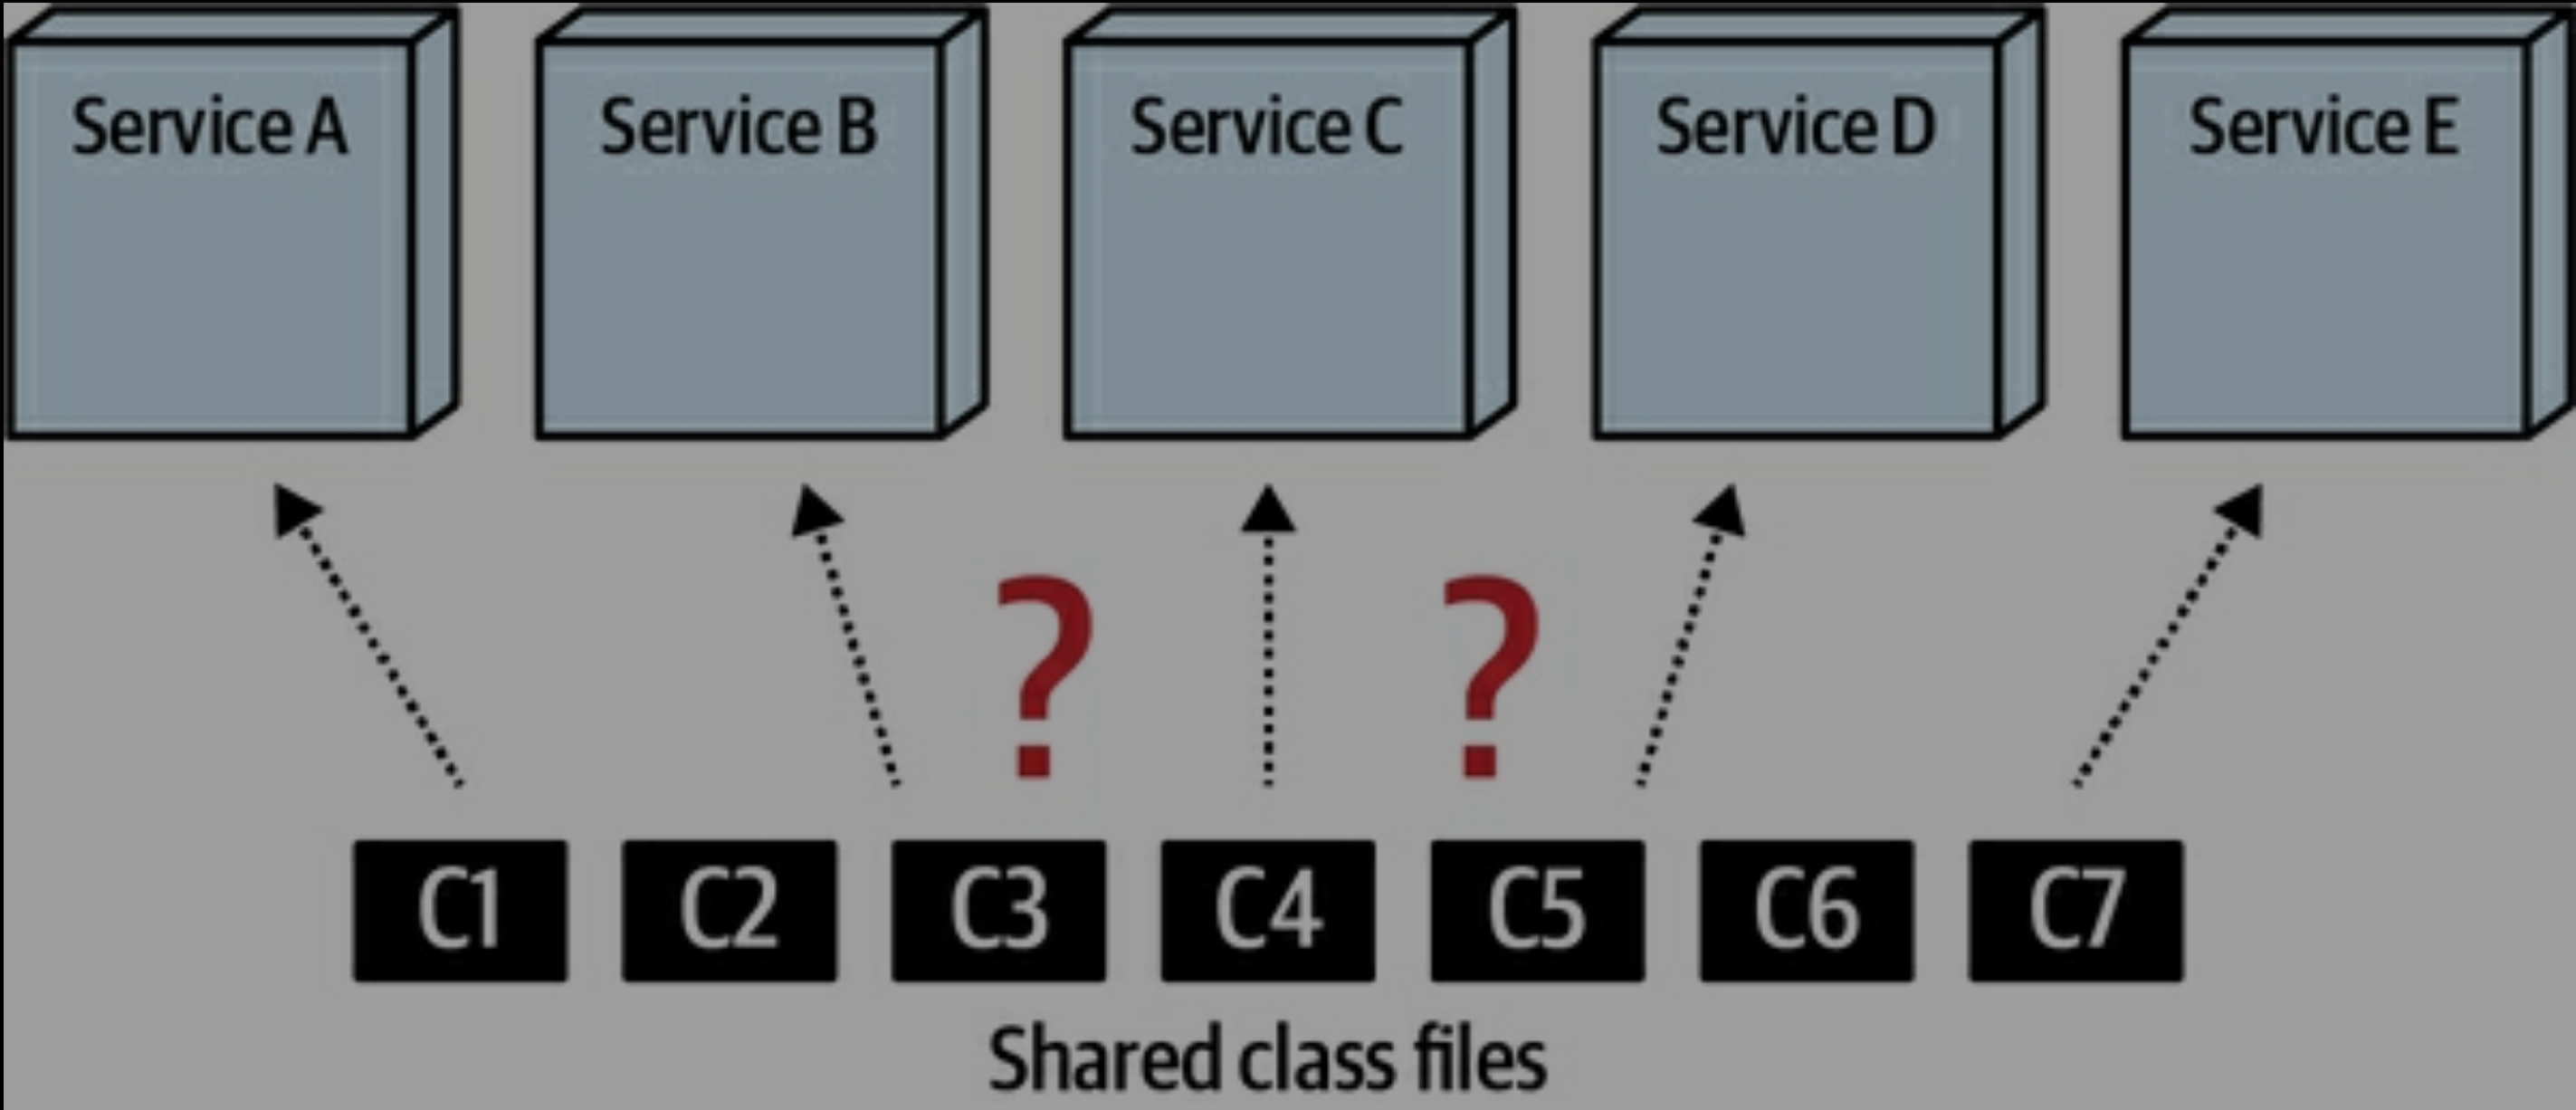 Service A
Service B
Service C
Service D
Service E
? ?
C1
C2
C3
C4
C5
C6
C7
Shared class files